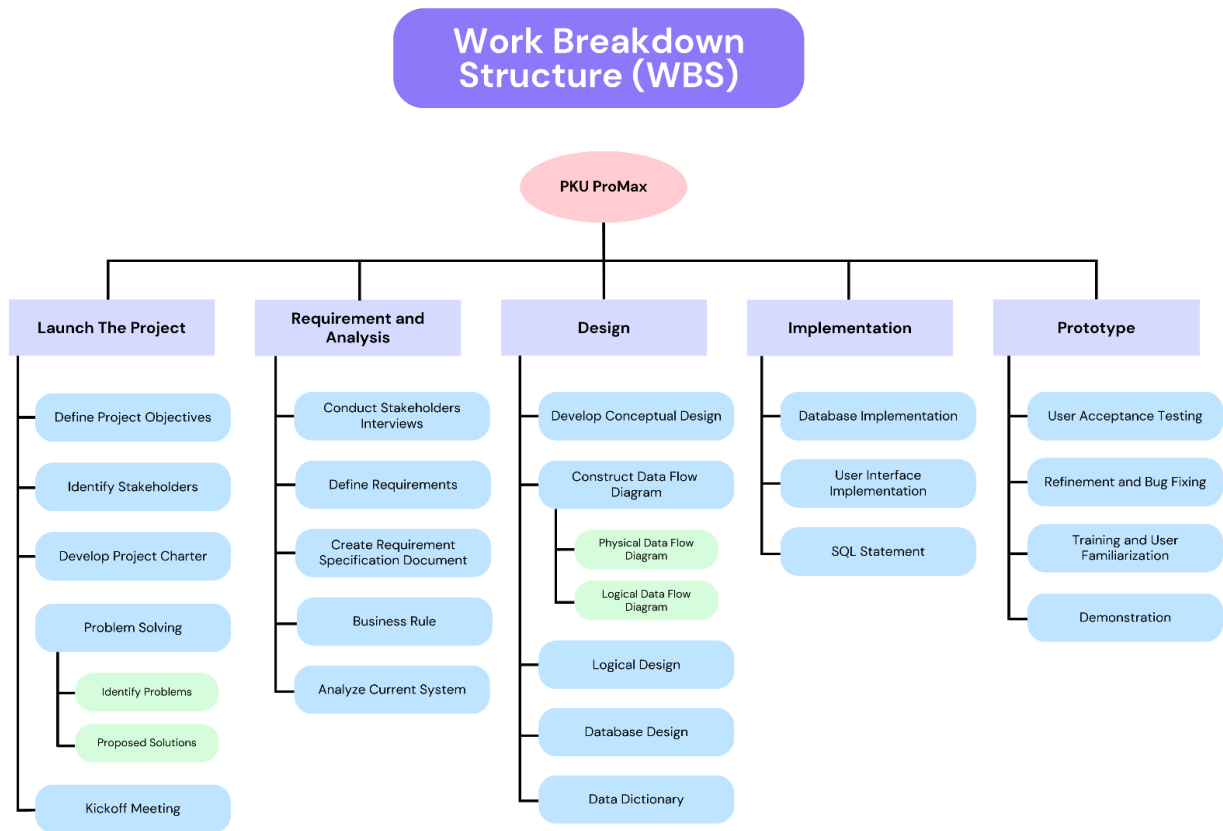 Work Breakdown
Structure (WBS)
PKU ProMax
Launch The Project
Define Project Objectives
Identify Stakeholders
Develop Project Charter
Problem Solving
Identify Problems
Proposed Solutions
Kickoff Meeting
Requirement and
Analysis
Conduct Stakeholders
Interviews
Define Requirements
Create Requirement
Specification Document
Business Rule
Analyze Current System
Design
Develop Conceptual Design
Construct Data Flow
Diagram
Physical Data Flow
Diagram
Logical Data Flow
Diagram
Logical Design
Database Design
Data Dictionary
Implementation
Database Implementation
User Interface
Implementation
SQL Statement
Prototype
User Acceptance Testing
Refinement and Bug Fixing
Training and User
Familiarization
Demonstration